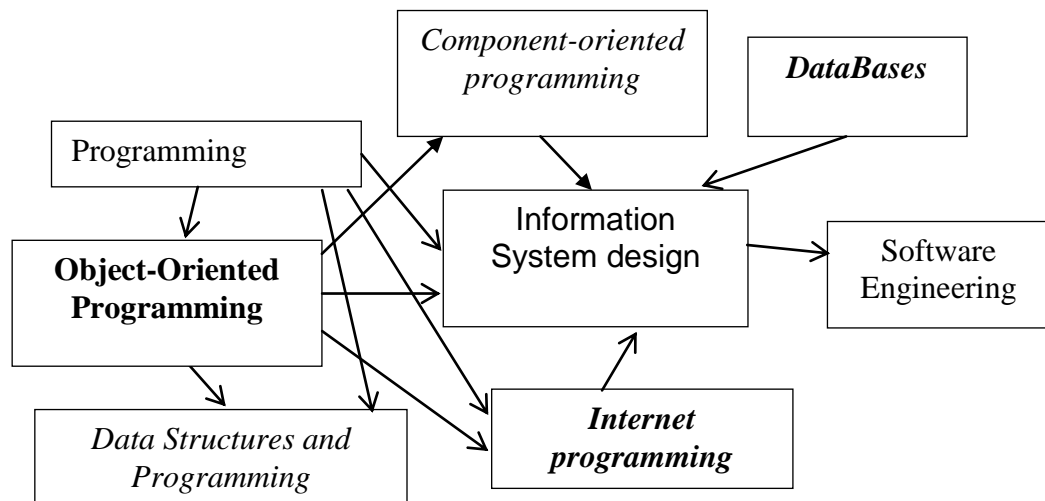 Component-oriented
programming
DataBases
Programming
Information
System design
Object-Oriented
Programming
Software
Engineering
Internet
programming
Data Structures and
Programming